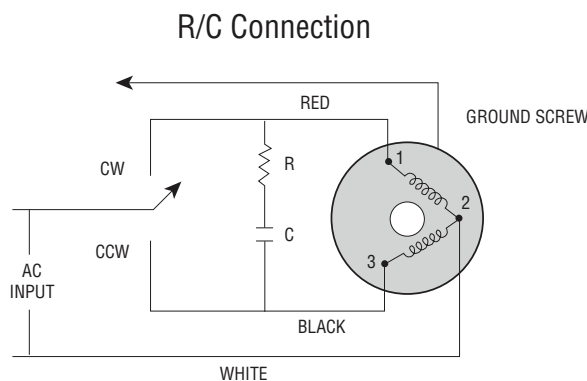 R/C Connection
RED
GROUND SCREW
1
CW
R
2
C
CCW
3
AC
INPUT
BLACK
WHITE